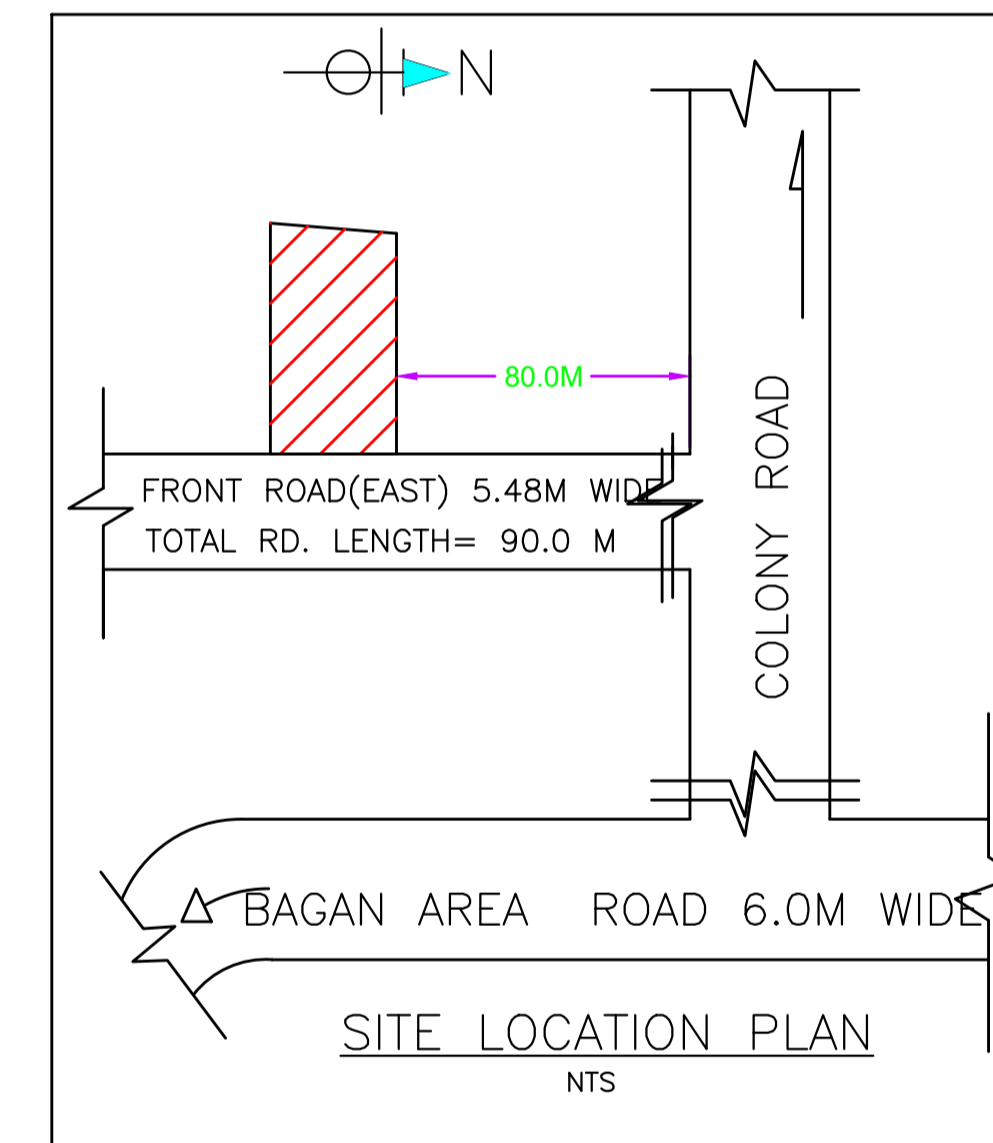 N
80.0M
FRONT ROAD(EAST) 5.48M WIDE
TOTAL RD. LENGTH= 90.0 M
COLONY ROAD
BAGAN AREA ROAD 6.0M WIDE
SITE LOCATION PLAN
NTS